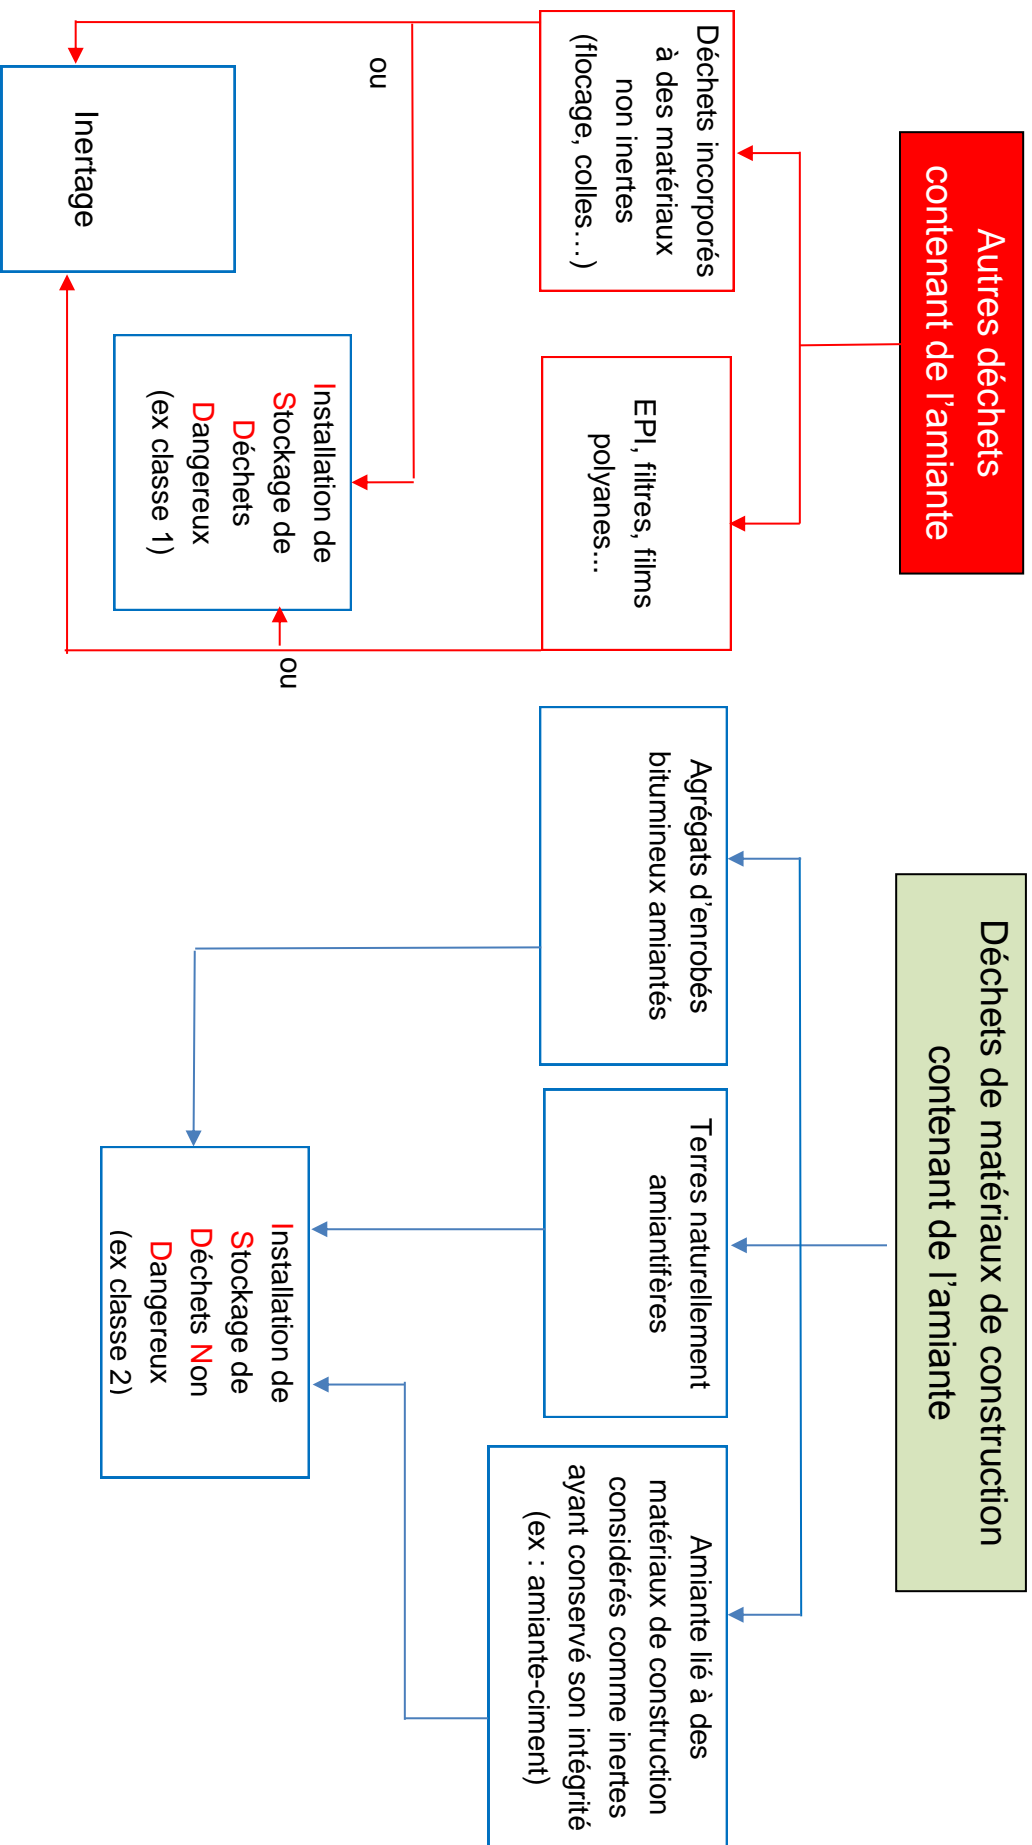 Déchets de matériaux de construction
contenant de l'amiante
Autres déchets
contenant de l'amiante
Agrégats d'enrobés
bitumineux amiantés
Terres naturellement
amiantifères
Amiante lié à des
matériaux de construction
considérés comme inertes
ayant conservé son intégrité
(ex : amiante-ciment)
Déchets incorporés
à des matériaux
non inertes
(flocage, colles…)
EPI, filtres, films
polyanes...
ou
ou
Installation de
Stockage de
Déchets Non
Dangereux
(ex classe 2)
Installation de
Stockage de
Déchets
Dangereux
(ex classe 1)
Inertage